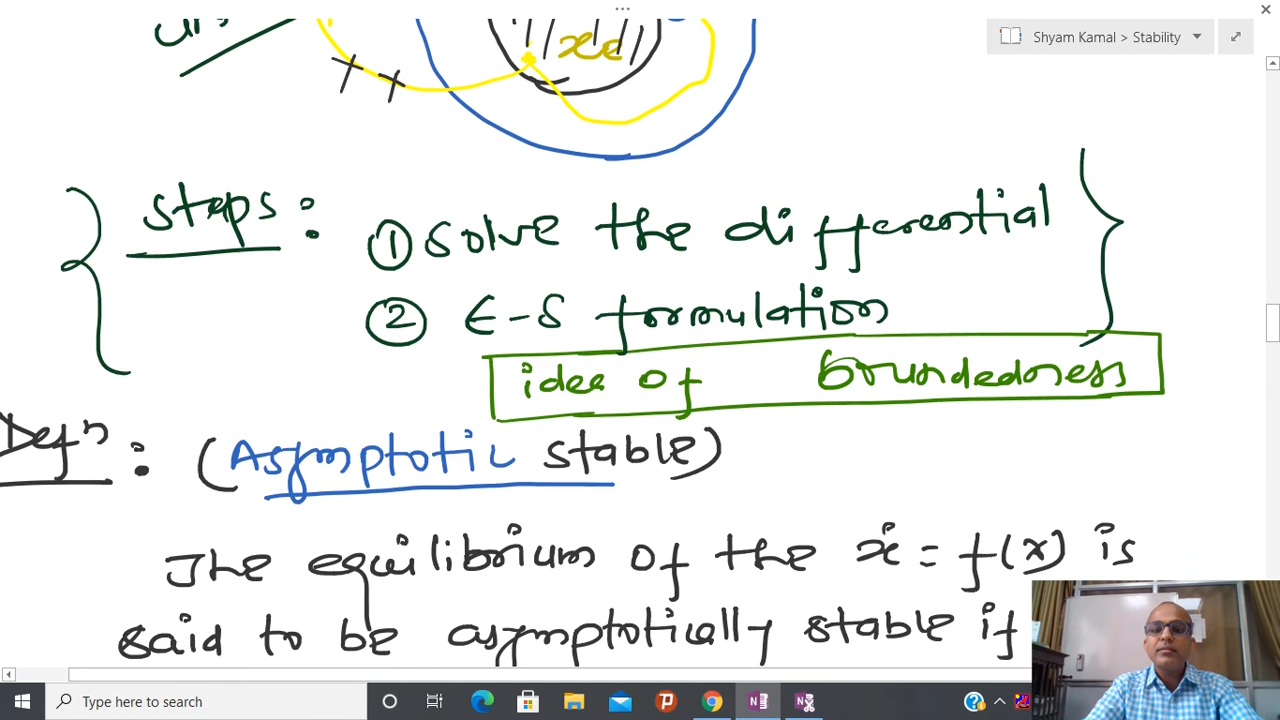 Shyam Kamal > Stability
xe
steps : ① solve the differential
② ε-δ formulation
idea of boundedness
Defn : (Asymptotic stable)
The equilibrium of the ẋ = f(x) is
said to be asymptotically stable if
Type here to search